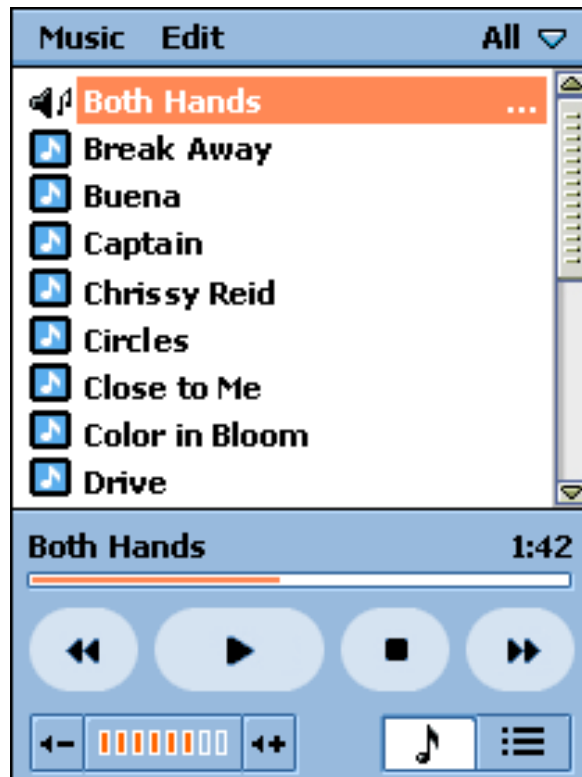 Music Edit All
Both Hands ...
Break Away
Buena
Captain
Chrissy Reid
Circles
Close to Me
Color in Bloom
Drive
Both Hands 1:42